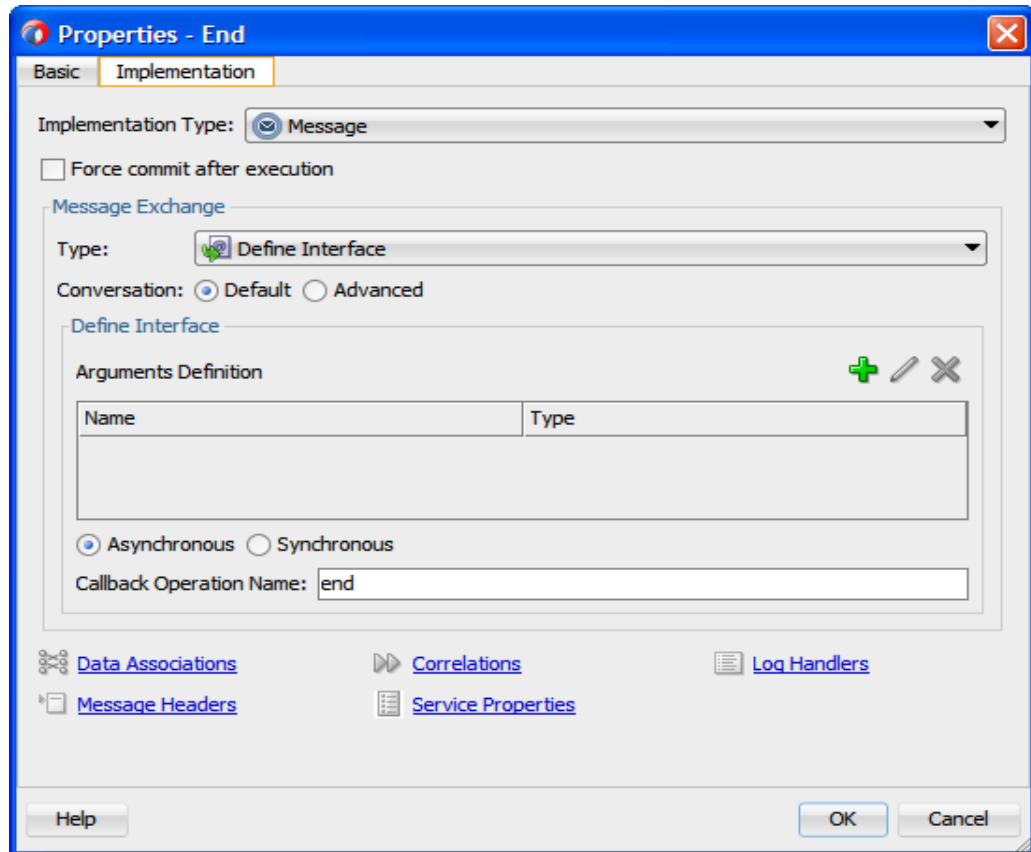 Properties - End
Basic Implementation
Implementation Type: Message
Force commit after execution
Message Exchange
Type: Define Interface
Conversation: Default Advanced
Define Interface
Arguments Definition
Name Type
Asynchronous Synchronous
Callback Operation Name: end
Data Associations Correlations Log Handlers
Message Headers Service Properties
Help OK Cancel